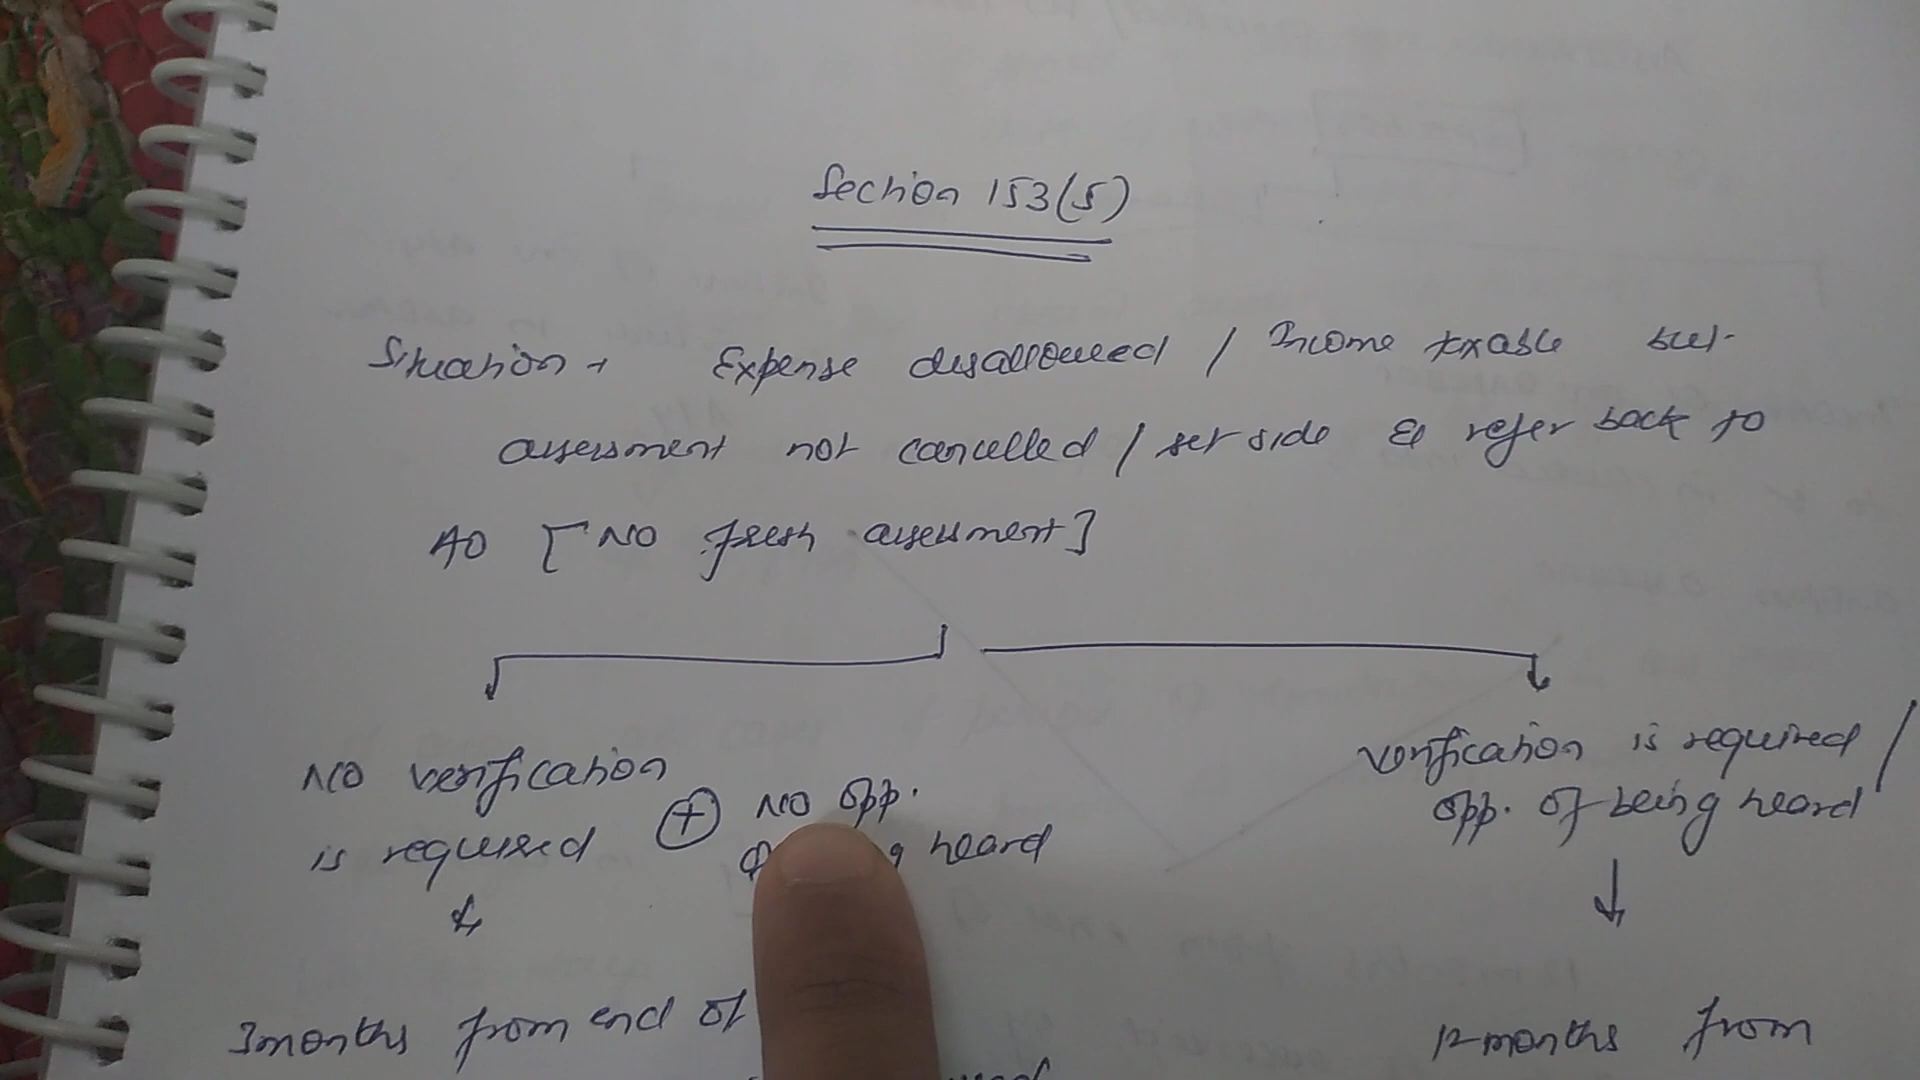 Section 153(5)
Situation → Expense disallowed / Income taxable but
assessment not cancelled / set side & refer back to
AO [NO fresh assessment]
NO verification
is required
+ NO opp.
heard
3months from end of
verification is required /
opp. of being heard
12 months from